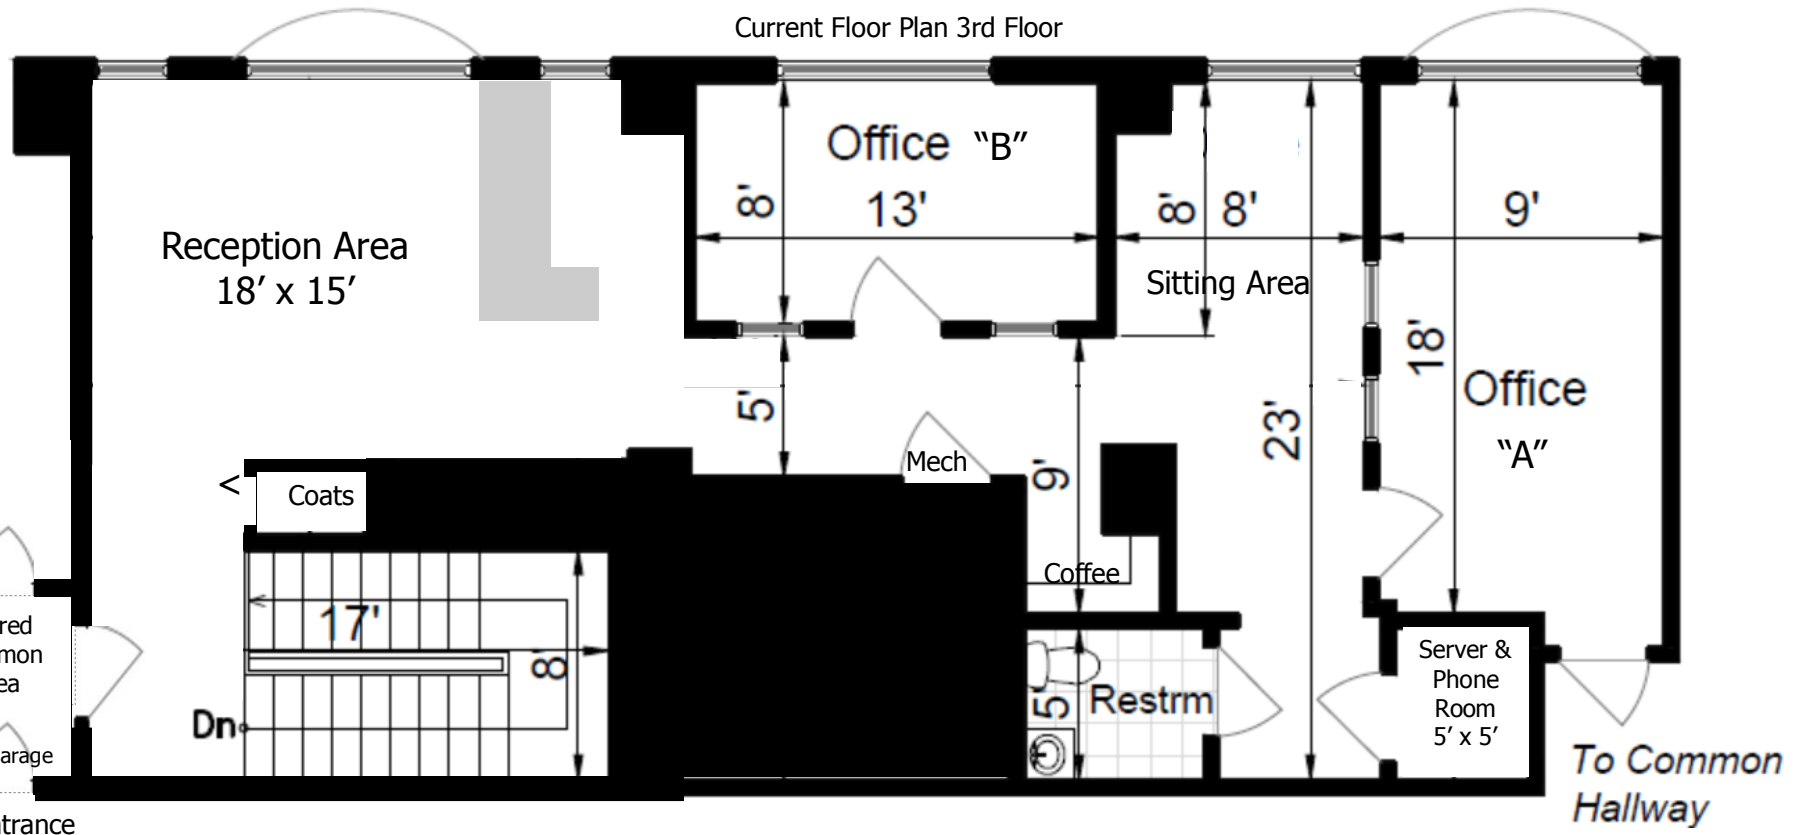 Current Floor Plan 3rd Floor
Office “B”
13'
8'
8'
8'
9'
Reception Area
18’ x 15’
Sitting Area
18'
Office
“A”
5'
23'
Mech
9'
<
Coats
Coffee
17'
8'
Dn
5'
Restrm
Server &
Phone
Room
5’ x 5’
To Common
Hallway